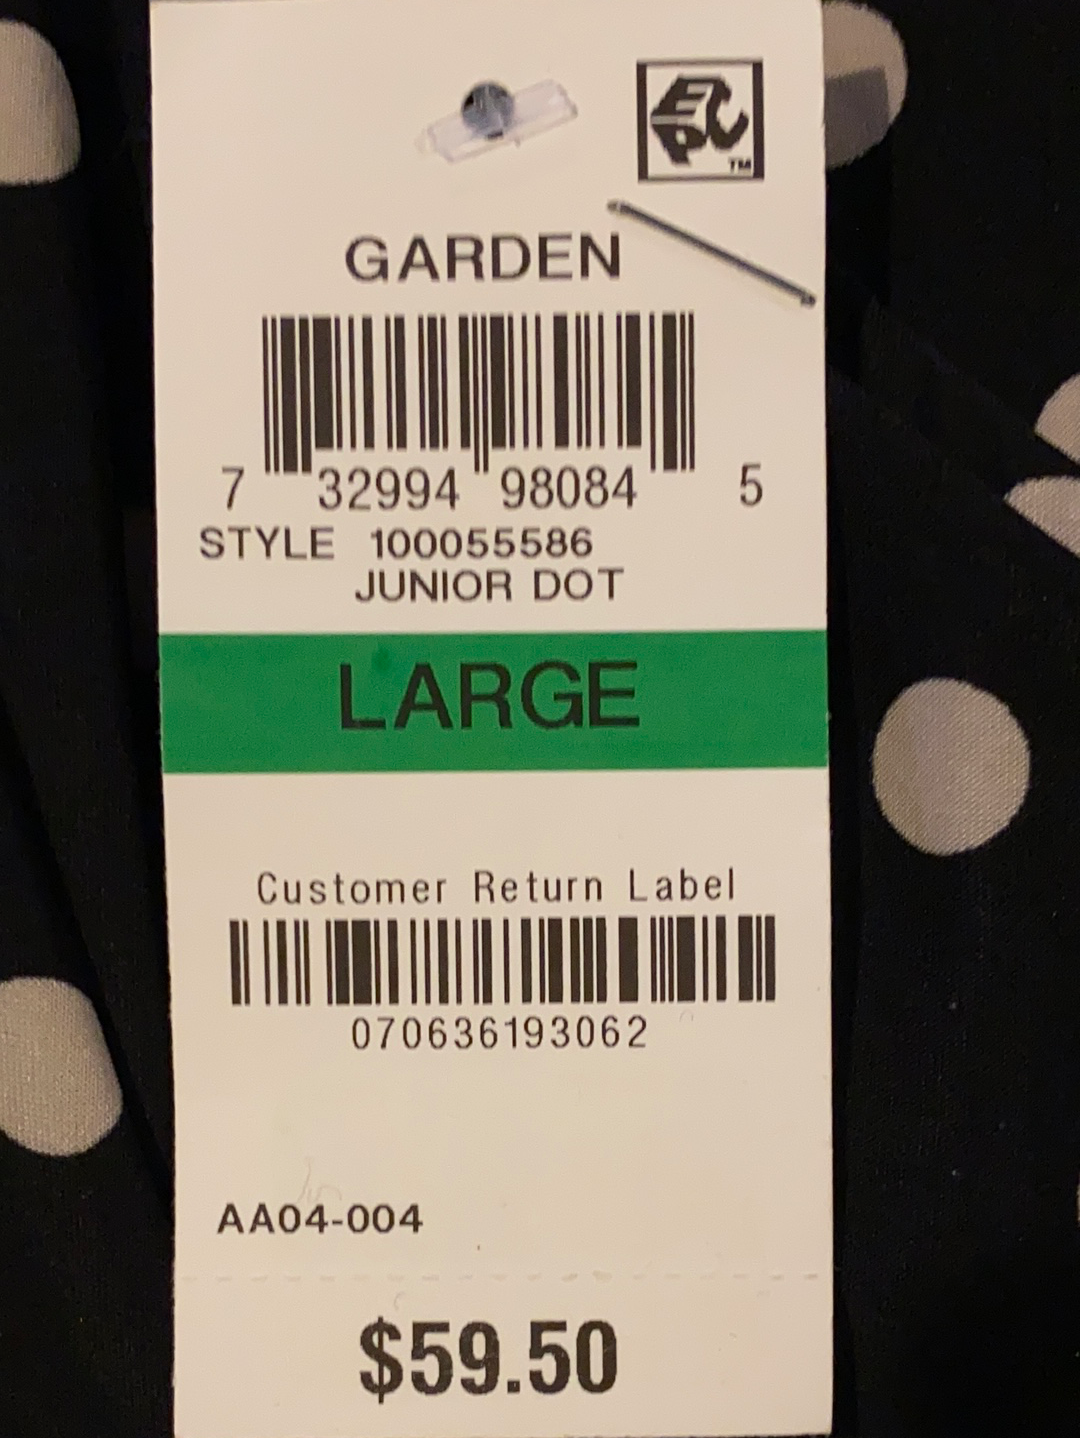 EPC
TM
GARDEN
7 32994 98084 5
STYLE 100055586
JUNIOR DOT
LARGE
Customer Return Label
070636193062
AA04-004
$59.50